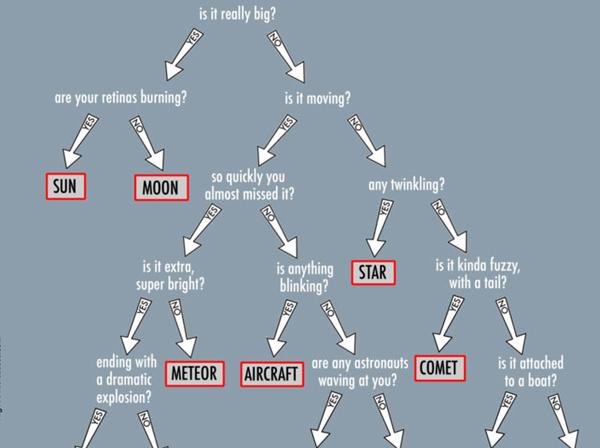 is it really big?
YES
NO
are your retinas burning?
is it moving?
YES
NO
YES
NO
SUN
MOON
so quickly you
almost missed it?
any twinkling?
YES
NO
YES
NO
is it extra,
super bright?
is anything
blinking?
STAR
is it kinda fuzzy,
with a tail?
YES
NO
YES
NO
YES
NO
ending with
a dramatic
explosion?
METEOR
AIRCRAFT
are any astronauts
waving at you?
COMET
is it attached
to a boat?
YES
NO
YES
NO
YES
NO